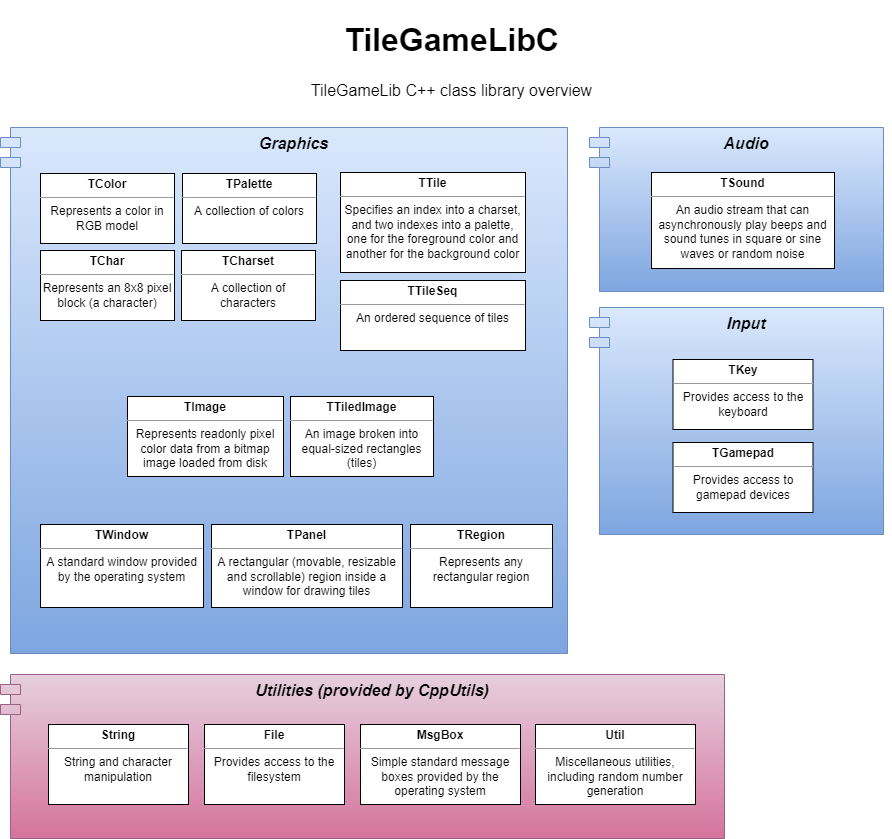 TileGameLibC
TileGameLib C++ class library overview
Graphics
TColor
Represents a color in
RGB model
TPalette
A collection of colors
TTile
Specifies an index into a charset,
and two indexes into a palette,
one for the foreground color and
another for the background color
TChar
Represents an 8x8 pixel
block (a character)
TCharset
A collection of
characters
TTileSeq
An ordered sequence of tiles
TImage
Represents readonly pixel
color data from a bitmap
image loaded from disk
TTiledImage
An image broken into
equal-sized rectangles
(tiles)
TWindow
A standard window provided
by the operating system
TPanel
A rectangular (movable, resizable
and scrollable) region inside a
window for drawing tiles
TRegion
Represents any
rectangular region
Audio
TSound
An audio stream that can
asynchronously play beeps and
sound tunes in square or sine
waves or random noise
Input
TKey
Provides access to the
keyboard
TGamepad
Provides access to
gamepad devices
Utilities (provided by CppUtils)
String
String and character
manipulation
File
Provides access to the
filesystem
MsgBox
Simple standard message
boxes provided by the
operating system
Util
Miscellaneous utilities,
including random number
generation